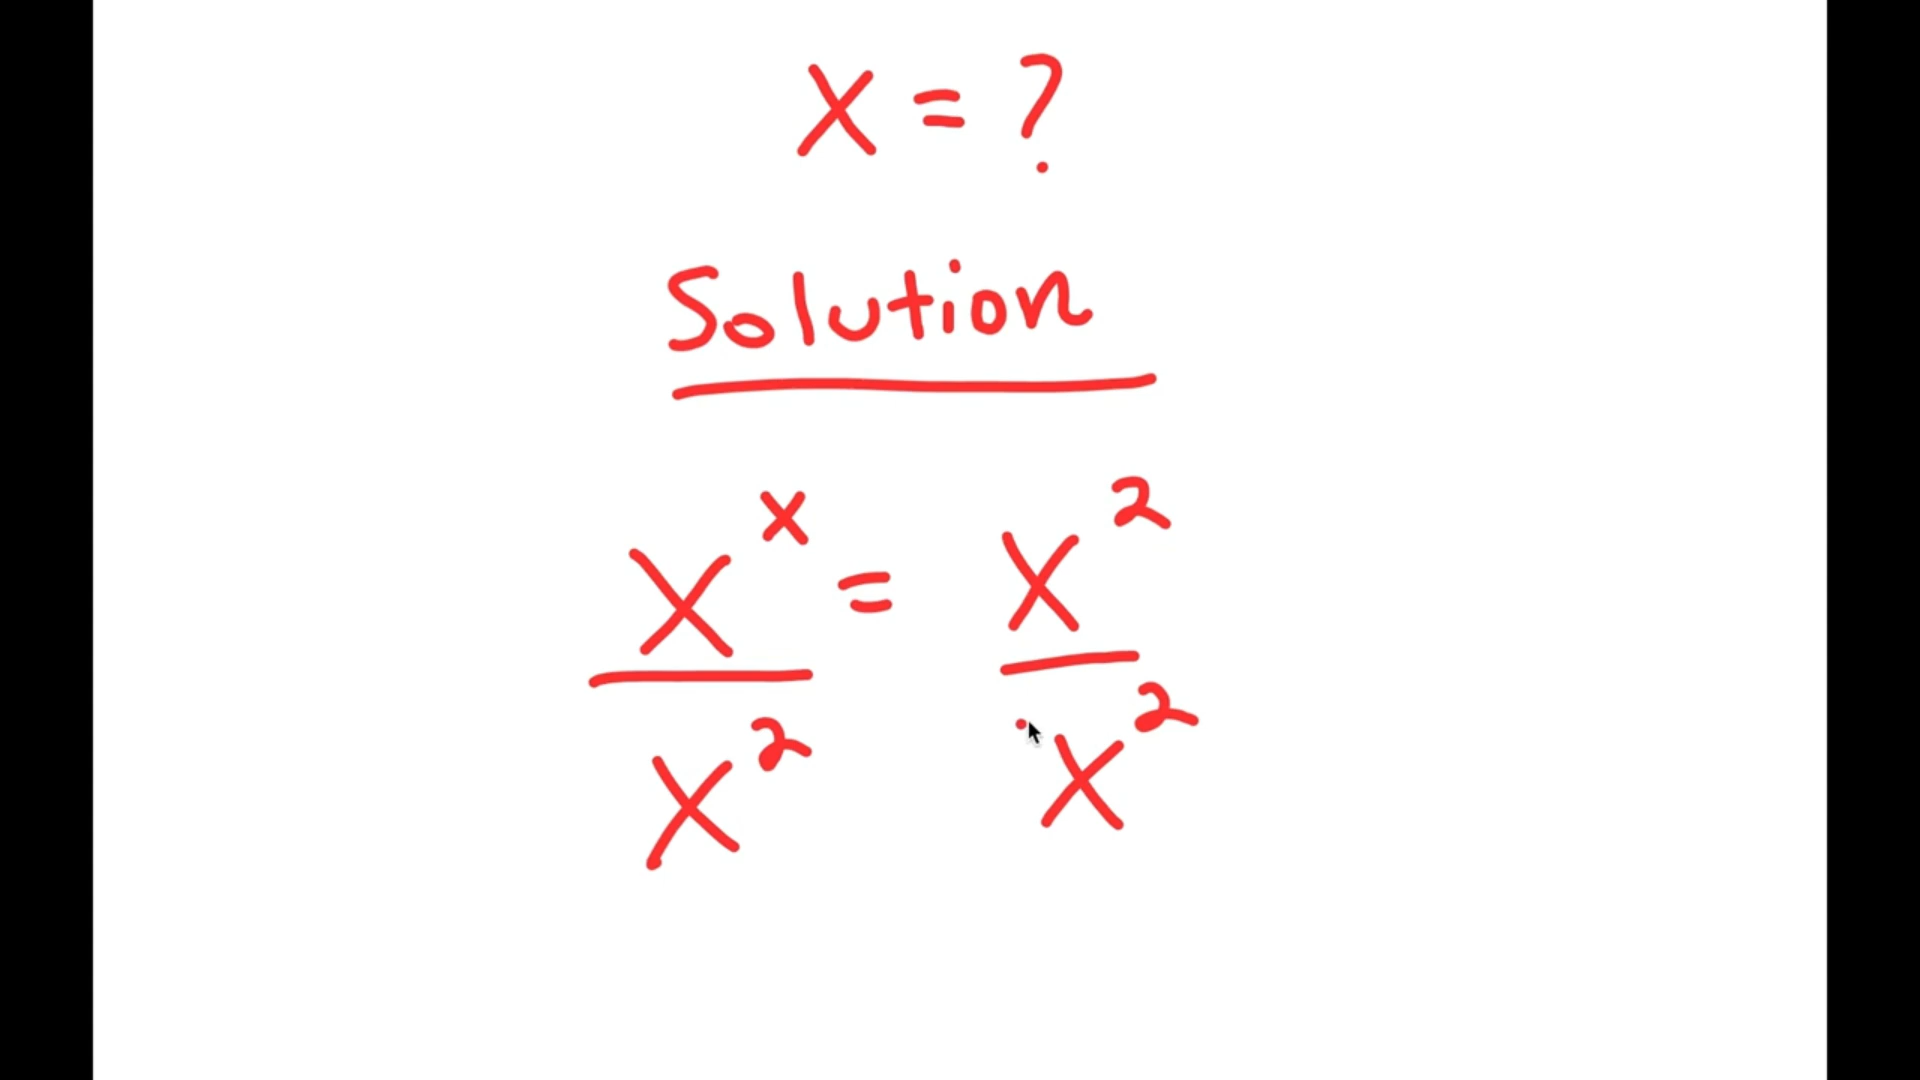 X = ?
Solution
X^x = X^2
X^2 X^2